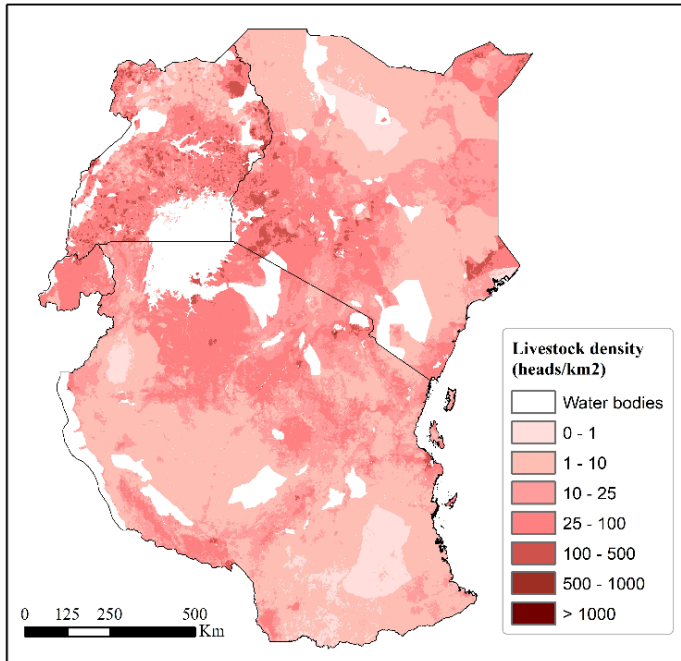 Livestock density
(heads/km2)
Water bodies
0 - 1
1 - 10
10 - 25
25 - 100
100 - 500
500 - 1000
> 1000
0 125 250 500
Km